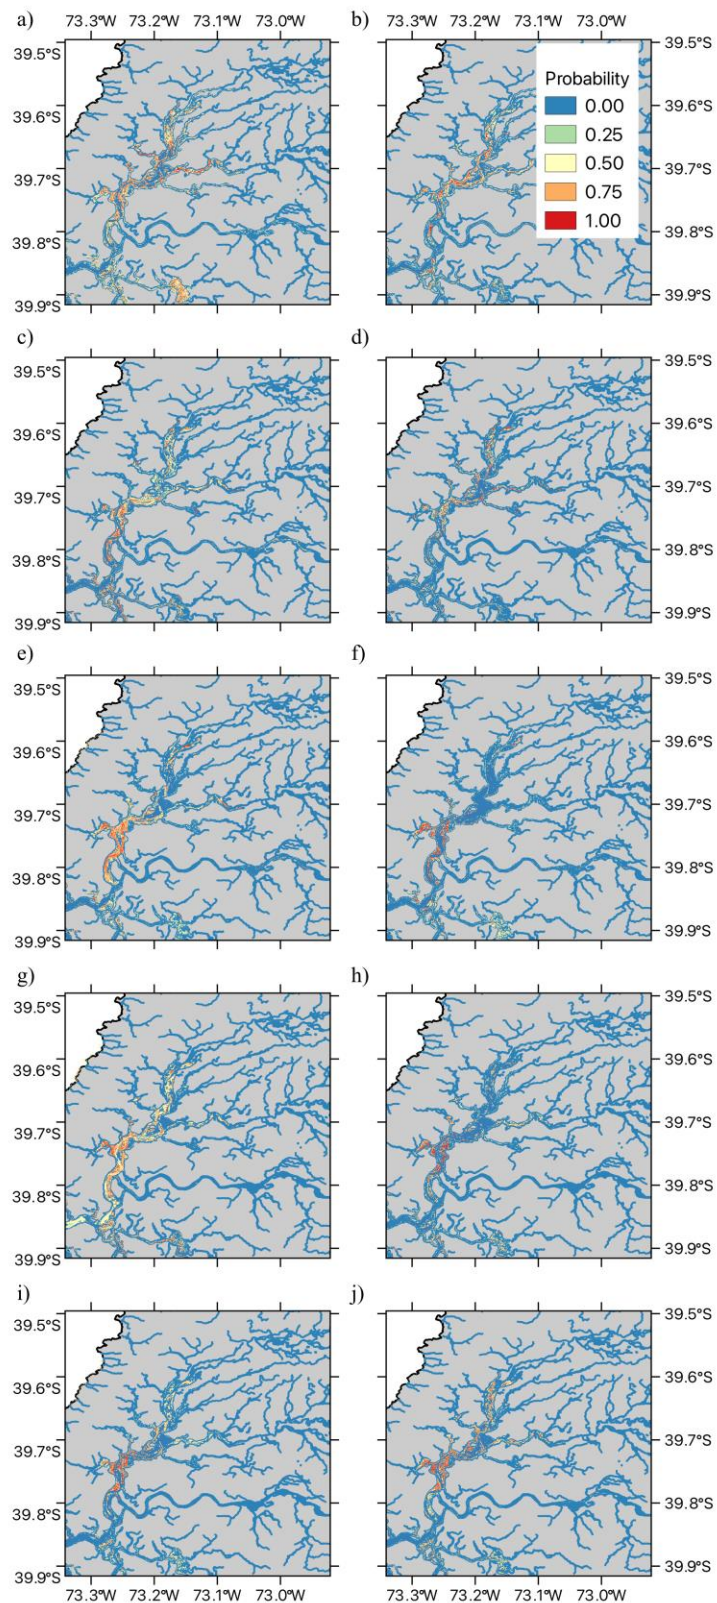 a) 73.3°W 73.2°W 73.1°W 73.0°W b) 73.3°W 73.2°W 73.1°W 73.0°W
39.5°S 39.5°S
Probability
39.6°S 0.00 39.6°S
0.25
39.7°S 0.50 39.7°S
0.75
39.8°S 1.00 39.8°S
39.9°S 39.9°S
c) d)
39.5°S 39.5°S
39.6°S 39.6°S
39.7°S 39.7°S
39.8°S 39.8°S
39.9°S 39.9°S
e) f)
39.5°S 39.5°S
39.6°S 39.6°S
39.7°S 39.7°S
39.8°S 39.8°S
39.9°S 39.9°S
g) h)
39.5°S 39.5°S
39.6°S 39.6°S
39.7°S 39.7°S
39.8°S 39.8°S
39.9°S 39.9°S
i) j)
39.5°S 39.5°S
39.6°S 39.6°S
39.7°S 39.7°S
39.8°S 39.8°S
39.9°S 39.9°S
73.3°W 73.2°W 73.1°W 73.0°W 73.3°W 73.2°W 73.1°W 73.0°W